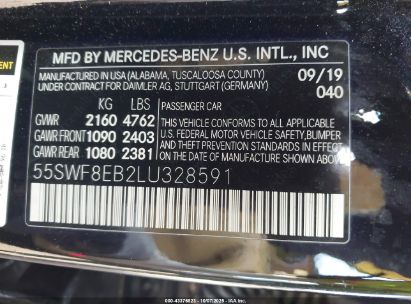 MFD BY MERCEDES-BENZ U.S. INTL., INC
MANUFACTURED IN USA (ALABAMA, TUSCALOOSA COUNTY) 09/19
UNDER CONTRACT FOR DAIMLER AG, STUTTGART (GERMANY) 040
KG LBS PASSENGER CAR
GVWR 2160 4762 THIS VEHICLE CONFORMS TO ALL APPLICABLE
GAWR FRONT 1090 2403 U.S. FEDERAL MOTOR VEHICLE SAFETY, BUMPER
GAWR REAR 1080 2381 AND THEFT PREVENTION STANDARDS IN EFFECT
ON THE DATE OF MANUFACTURE SHOWN ABOVE.
55SWF8EB2LU328591